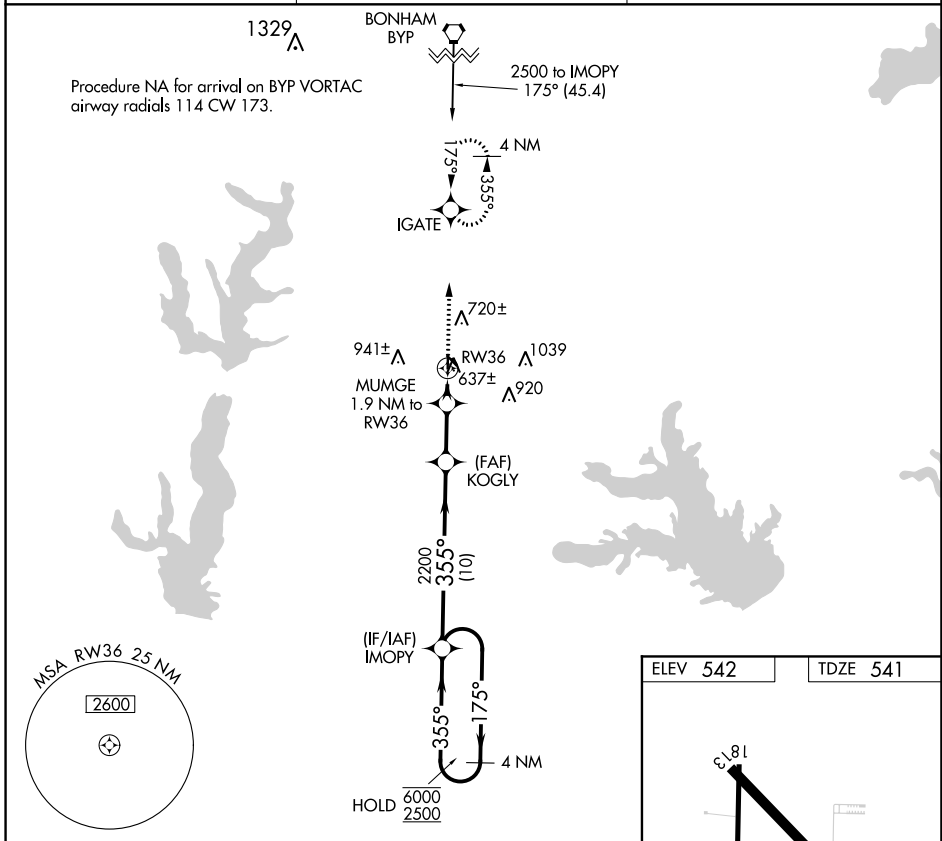 1329
BONHAM
BYP
Procedure NA for arrival on BYP VORTAC
airway radials 114 CW 173.
2500 to IMOPY
175° (45.4)
4 NM
175°
355°
IGATE
720±
941±
RW36
1039
637±
920
MUMGE
1.9 NM to
RW36
(FAF)
KOGLY
2200
355°
(10)
(IF/IAF)
IMOPY
355°
175°
4 NM
HOLD 6000
2500
MSA RW36 25 NM
2600
ELEV 542
TDZE 541
18
13